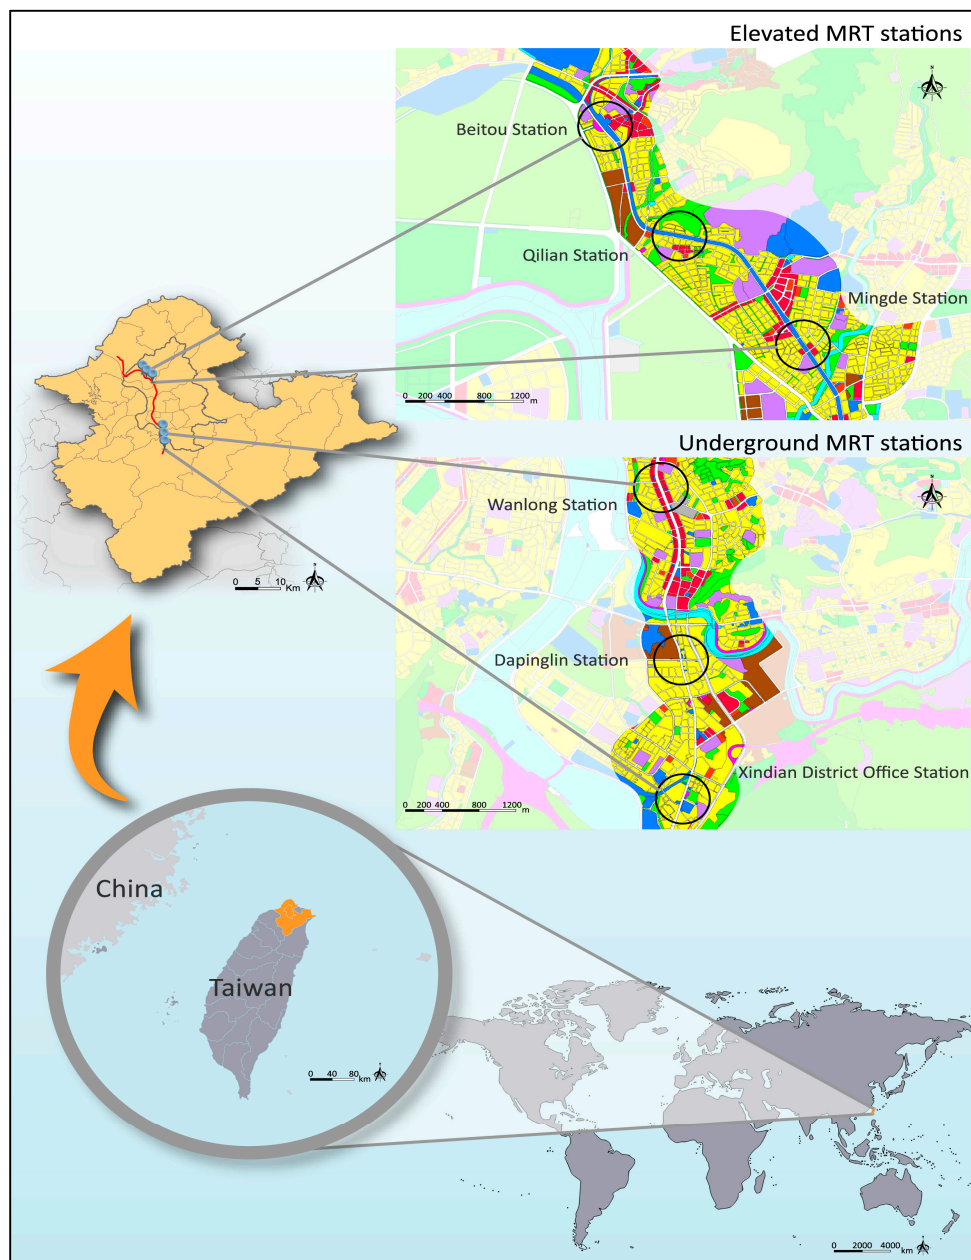 Elevated MRT stations
N
Beitou Station
Qilian Station
Mingde Station
0 200 400 800 1200
m
Underground MRT stations
N
Wanlong Station
Dapinglin Station
Xindian District Office Station
0 200 400 800 1200
m
0 5 10
Km
N
China
Taiwan
0 40 80
km
N
0 2000 4000
km
N